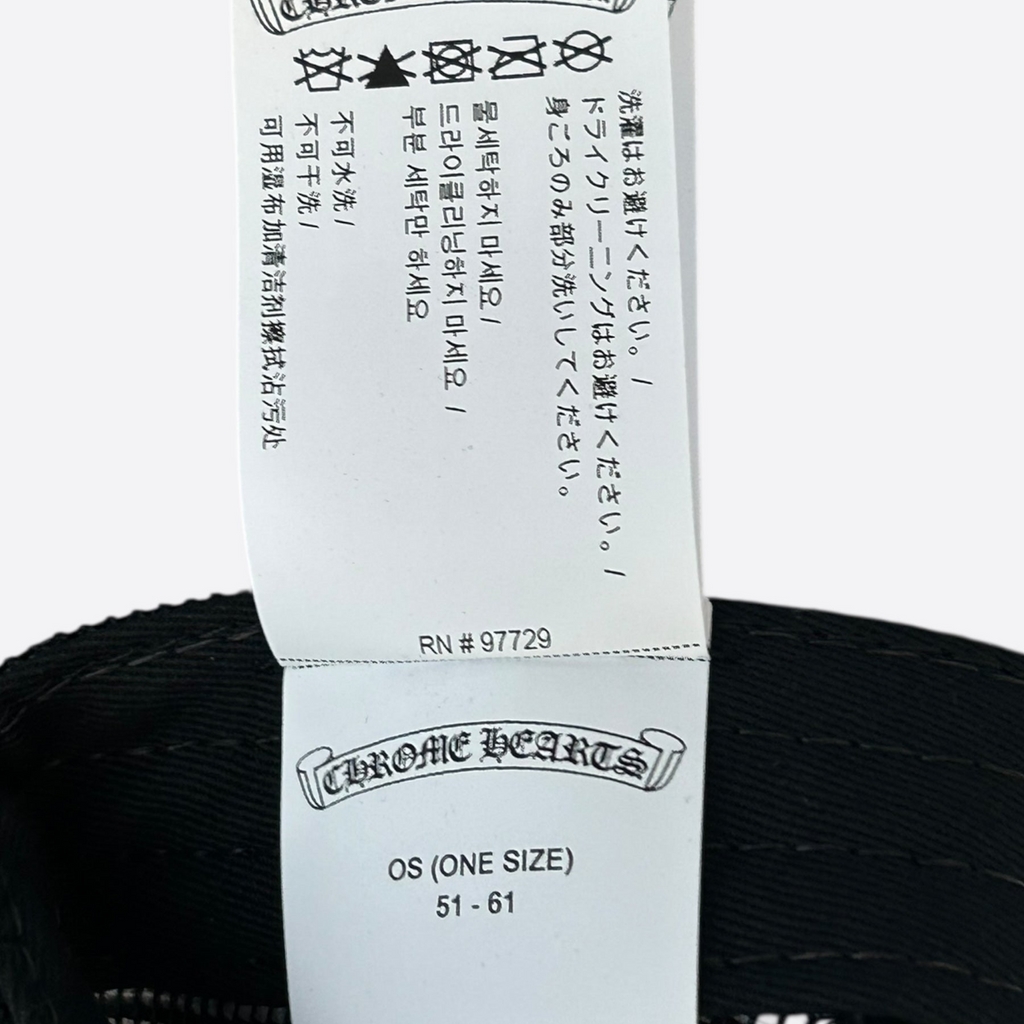 CHROME HEARTS
洗濯はお避けください。/
ドライクリーニングはお避けください。/
身ごろのみ部分洗いしてください。
물세탁하지 마세요 /
드라이클리닝하지 마세요 /
부분 세탁만 하세요
不可水洗 /
不可干洗 /
可用湿布加清洁剂擦拭沾污处
RN # 97729
CHROME HEARTS
OS (ONE SIZE)
51 - 61